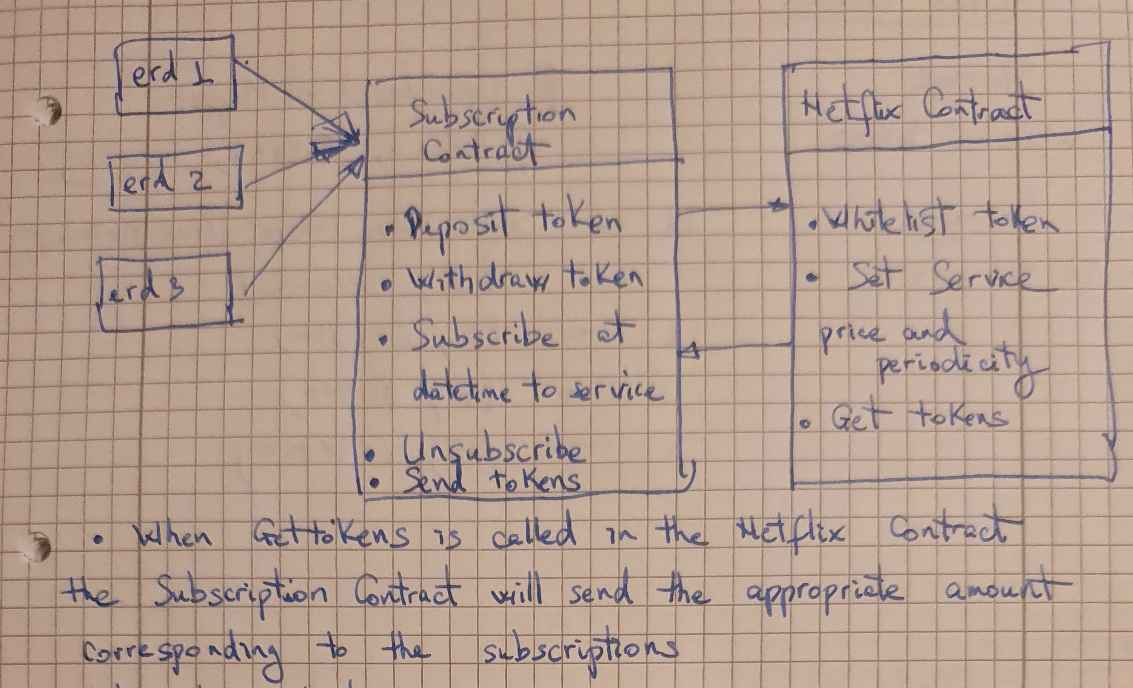 erd 1
erd 2
erd 3
Subscription
Contract
• Deposit token
• Withdraw token
• Subscribe at
datetime to service
• Unsubscribe
• Send tokens
Netflix Contract
• Whitelist token
• Set Service
price and
periodicity
• Get tokens
• When Get tokens is called in the Netflix Contract
the Subscription Contract will send the appropriate amount
corresponding to the subscriptions